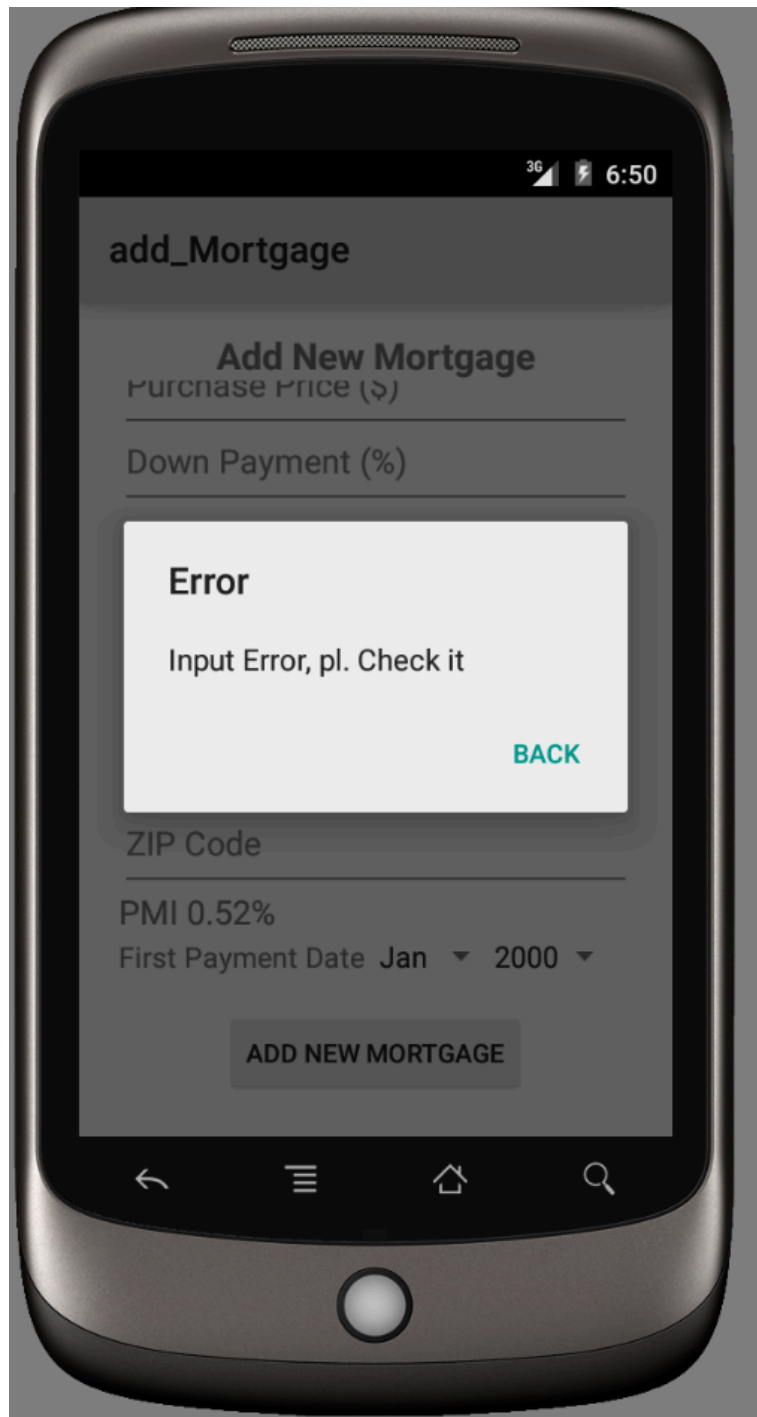 3G 6:50
add_Mortgage
Add New Mortgage
Purchase Price ($)
Down Payment (%)
Error
Input Error, pl. Check it
BACK
ZIP Code
PMI 0.52%
First Payment Date Jan 2000
ADD NEW MORTGAGE